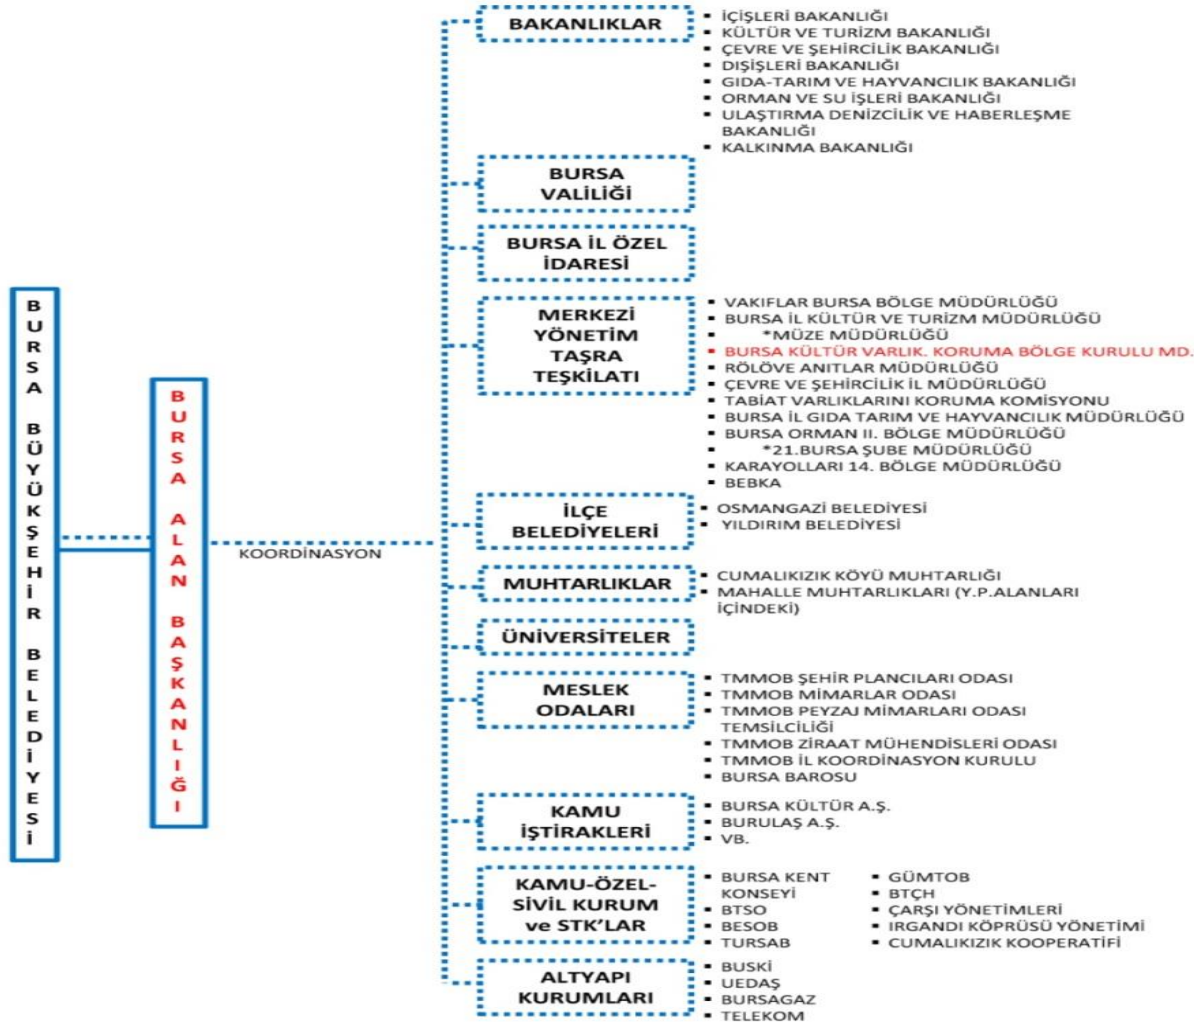 BURSA BÜYÜKŞEHİR BELEDİYESİ
BURSA ALAN BAŞKANLIĞI
KOORDİNASYON
BAKANLIKLAR
▪ İÇİŞLERİ BAKANLIĞI
▪ KÜLTÜR VE TURİZM BAKANLIĞI
▪ ÇEVRE VE ŞEHİRCİLİK BAKANLIĞI
▪ DIŞİŞLERİ BAKANLIĞI
▪ GIDA-TARIM VE HAYVANCILIK BAKANLIĞI
▪ ORMAN VE SU İŞLERİ BAKANLIĞI
▪ ULAŞTIRMA DENİZCİLİK VE HABERLEŞME
BAKANLIĞI
▪ KALKINMA BAKANLIĞI
BURSA
VALİLİĞİ
BURSA İL ÖZEL
İDARESİ
MERKEZİ
YÖNETİM
TAŞRA
TEŞKİLATI
▪ VAKIFLAR BURSA BÖLGE MÜDÜRLÜĞÜ
▪ BURSA İL KÜLTÜR VE TURİZM MÜDÜRLÜĞÜ
▪ *MÜZE MÜDÜRLÜĞÜ
▪ BURSA KÜLTÜR VARLIK. KORUMA BÖLGE KURULU MD.
▪ RÖLÖVE ANITLAR MÜDÜRLÜĞÜ
▪ ÇEVRE VE ŞEHİRCİLİK İL MÜDÜRLÜĞÜ
▪ TABİAT VARLIKLARINI KORUMA KOMİSYONU
▪ BURSA İL GIDA TARIM VE HAYVANCILIK MÜDÜRLÜĞÜ
▪ BURSA ORMAN II. BÖLGE MÜDÜRLÜĞÜ
▪ *21.BURSA ŞUBE MÜDÜRLÜĞÜ
▪ KARAYOLLARI 14. BÖLGE MÜDÜRLÜĞÜ
▪ BEBKA
İLÇE
BELEDİYELERİ
▪ OSMANGAZİ BELEDİYESİ
▪ YILDIRIM BELEDİYESİ
MUHTARLIKLAR
▪ CUMALIKIZIK KÖYÜ MUHTARLIĞI
▪ MAHALLE MUHTARLIKLARI (Y.P.ALANLARI
İÇİNDEKİ)
ÜNİVERSİTELER
MESLEK
ODALARI
▪ TMMOB ŞEHİR PLANCILARI ODASI
▪ TMMOB MİMARLAR ODASI
▪ TMMOB PEYZAJ MİMARLARI ODASI
TEMSİLCİLİĞİ
▪ TMMOB ZİRAAT MÜHENDİSLERİ ODASI
▪ TMMOB İL KOORDİNASYON KURULU
▪ BURSA BAROSU
KAMU
İŞTİRAKLERİ
▪ BURSA KÜLTÜR A.Ş.
▪ BURULAŞ A.Ş.
▪ VB.
KAMU-ÖZEL-
SİVİL KURUM
ve STK'LAR
▪ BURSA KENT
KONSEYİ
▪ BTSO
▪ BESOB
▪ TURSAB
▪ GÜMTOB
▪ BTÇH
▪ ÇARŞI YÖNETİMLERİ
▪ IRGANDI KÖPRÜSÜ YÖNETİMİ
▪ CUMALIKIZIK KOOPERATİFİ
ALTYAPI
KURUMLARI
▪ BUSKİ
▪ UEDAŞ
▪ BURSAGAZ
▪ TELEKOM